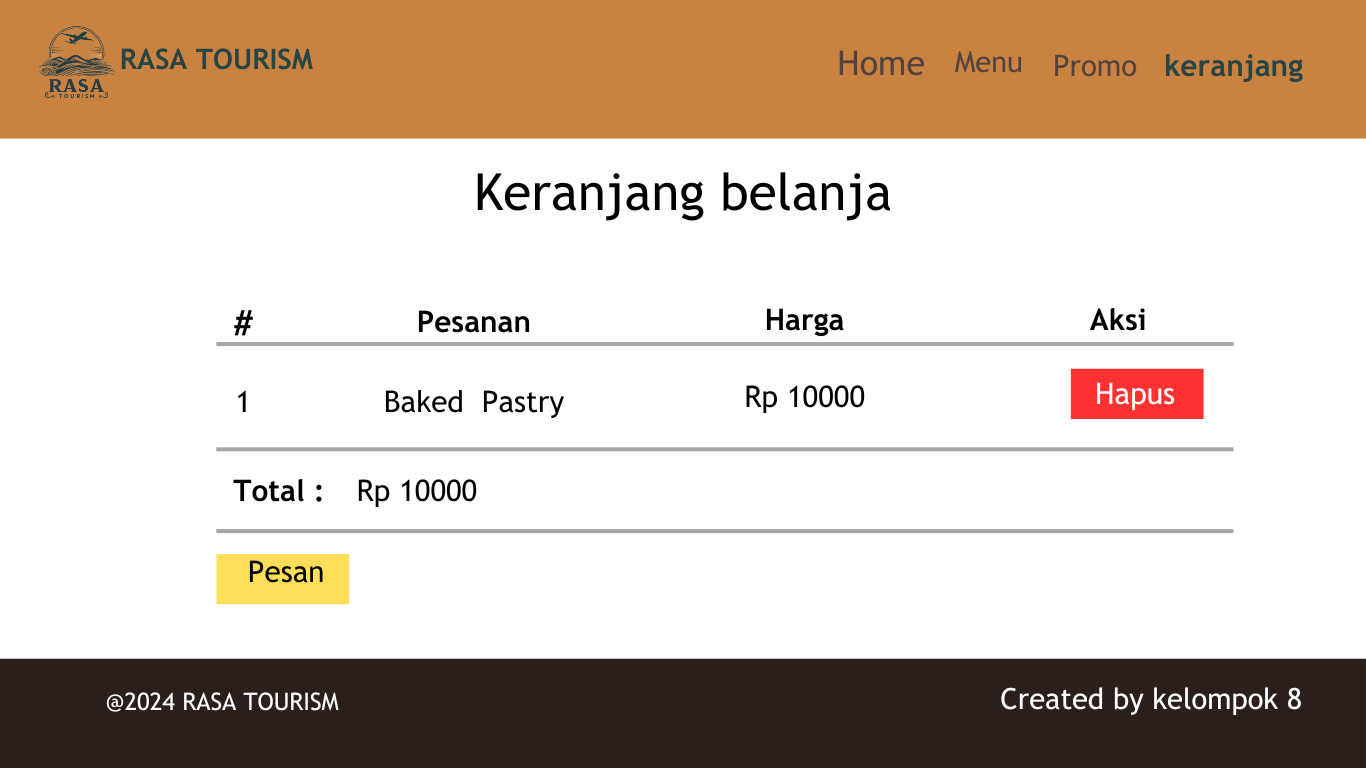 RASA
TOURISM
RASA TOURISM
Home Menu Promo keranjang
Keranjang belanja
# Pesanan Harga Aksi
1 Baked Pastry Rp 10000 Hapus
Total : Rp 10000
Pesan
@2024 RASA TOURISM Created by kelompok 8